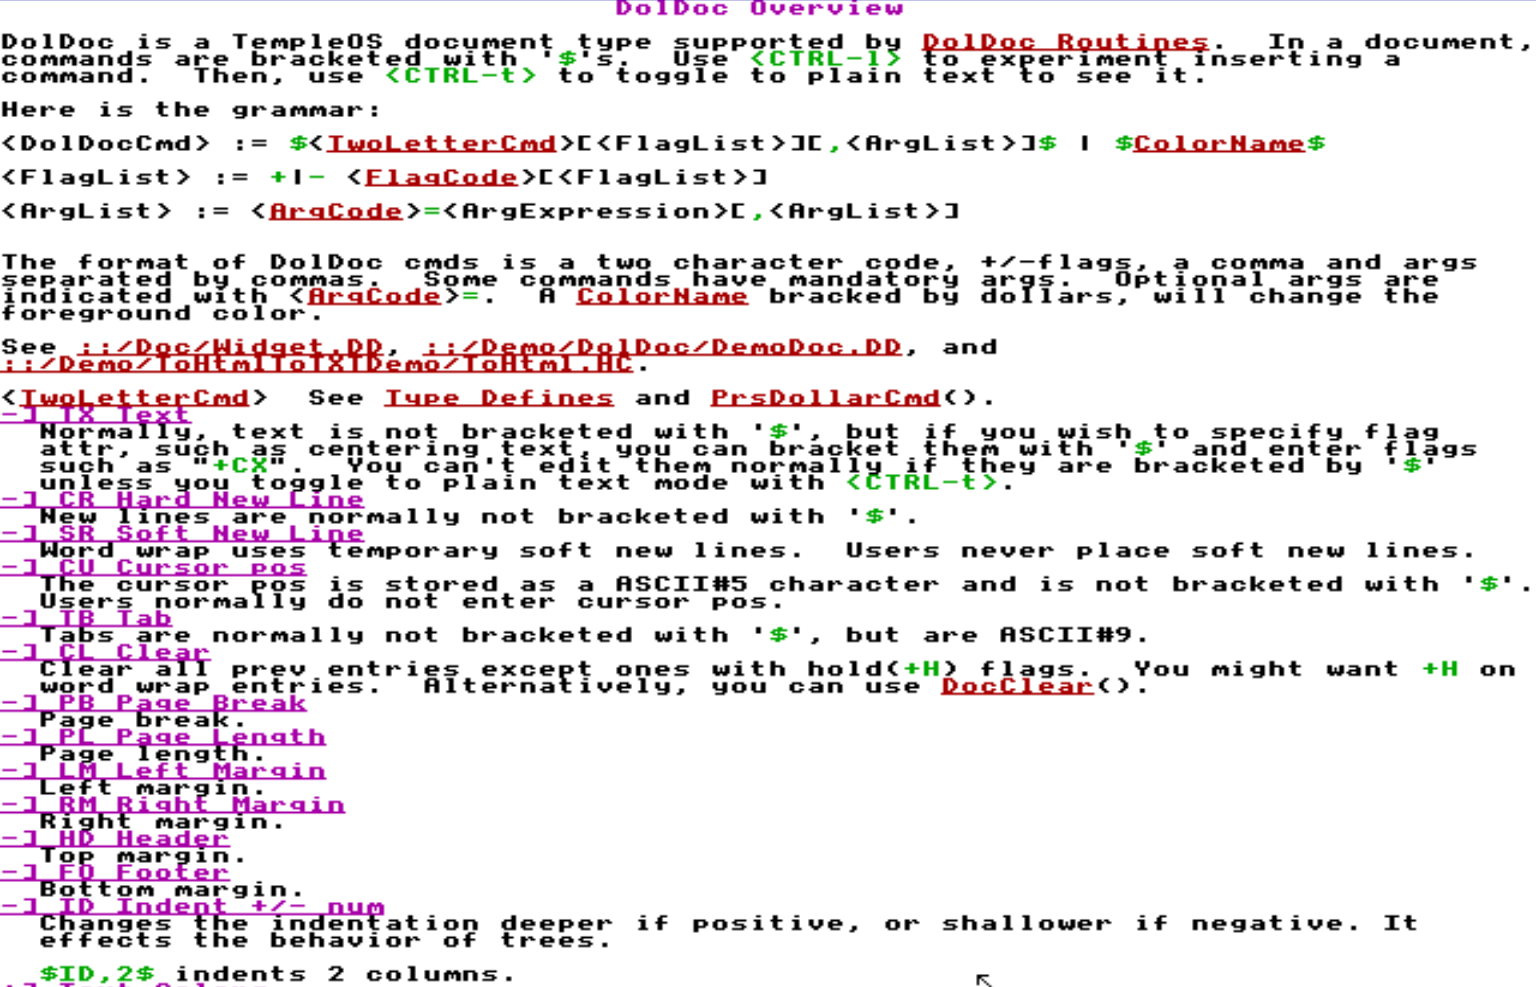 DolDoc Overview
DolDoc is a TempleOS document type supported by DolDoc Routines.  In a document,
commands are bracketed with '$'s.  Use <CTRL-l> to experiment inserting a
command.  Then, use <CTRL-t> to toggle to plain text to see it.
Here is the grammar:
<DolDocCmd> := $<TwoLetterCmd>[<FlagList>][,<ArgList>]$ | $ColorName$
<FlagList> := +|- <FlagCode>[<FlagList>]
<ArgList> := <ArgCode>=<ArgExpression>[,<ArgList>]
The format of DolDoc cmds is a two character code, +/-flags, a comma and args
separated by commas.  Some commands have mandatory args.  Optional args are
indicated with <ArgCode>=.  A ColorName bracked by dollars, will change the
foreground color.
See ::/Doc/Widget.DD, ::/Demo/DolDoc/DemoDoc.DD, and
::/Demo/ToHtmlToTXTDemo/ToHtml.HC.
<TwoLetterCmd>  See Type Defines and PrsDollarCmd().
-] TX Text
Normally, text is not bracketed with '$', but if you wish to specify flag
attr, such as centering text, you can bracket them with '$' and enter flags
such as "+CX".  You can't edit them normally if they are bracketed by '$'
unless you toggle to plain text mode with <CTRL-t>.
-] CR Hard New Line
New lines are normally not bracketed with '$'.
-] SR Soft New Line
Word wrap uses temporary soft new lines.  Users never place soft new lines.
-] CU Cursor pos
The cursor pos is stored as a ASCII#5 character and is not bracketed with '$'.
Users normally do not enter cursor pos.
-] TB Tab
Tabs are normally not bracketed with '$', but are ASCII#9.
-] CL Clear
Clear all prev entries except ones with hold(+H) flags.  You might want +H on
word wrap entries.  Alternatively, you can use DocClear().
-] PB Page Break
Page break.
-] PL Page Length
Page length.
-] LM Left Margin
Left margin.
-] RM Right Margin
Right margin.
-] HD Header
Top margin.
-] FO Footer
Bottom margin.
-] ID Indent +/- num
Changes the indentation deeper if positive, or shallower if negative. It
effects the behavior of trees.
$ID,2$ indents 2 columns.